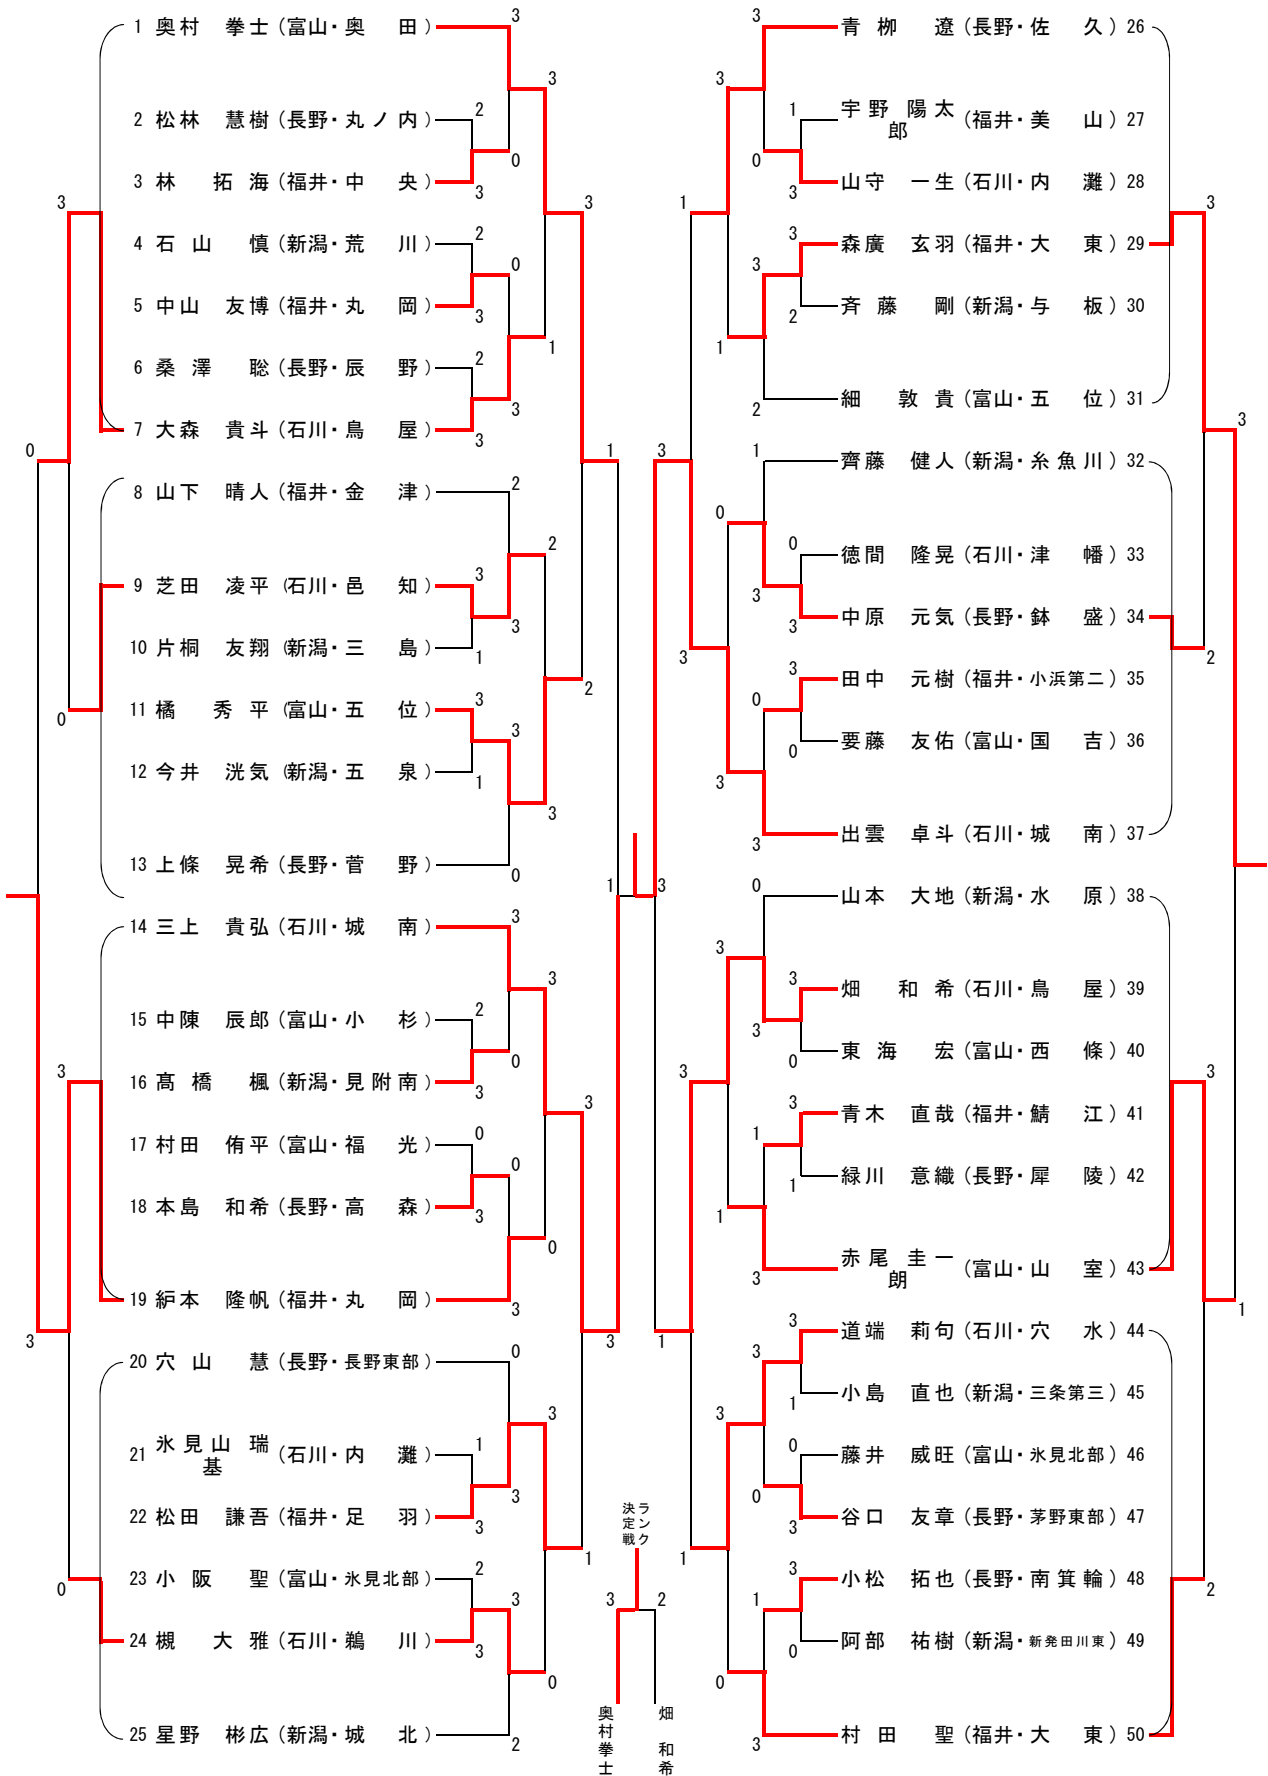 1 奥村 拳士 (富山・奥 田)
2 松林 慧樹 (長野・丸ノ内)
3 林 拓海 (福井・中 央)
4 石山 慎 (新潟・荒 川)
5 中山 友博 (福井・丸 岡)
6 桑澤 聡 (長野・辰 野)
7 大森 貴斗 (石川・鳥 屋)
8 山下 晴人 (福井・金 津)
9 芝田 凌平 (石川・邑 知)
10 片桐 友翔 (新潟・三 島)
11 橘 秀平 (富山・五 位)
12 今井 洸気 (新潟・五 泉)
13 上條 晃希 (長野・菅 野)
14 三上 貴弘 (石川・城 南)
15 中陳 辰郎 (富山・小 杉)
16 髙橋 楓 (新潟・見附南)
17 村田 侑平 (富山・福 光)
18 本島 和希 (長野・高 森)
19 絈本 隆帆 (福井・丸 岡)
20 穴山 慧 (長野・長野東部)
21 氷見山 瑞基 (石川・内 灘)
22 松田 謙吾 (福井・足 羽)
23 小阪 聖 (富山・氷見北部)
24 槻 大雅 (石川・鵜 川)
25 星野 彬広 (新潟・城 北)
青栁 遼 (長野・佐 久) 26
宇野 陽太郎 (福井・美 山) 27
山守 一生 (石川・内 灘) 28
森廣 玄羽 (福井・大 東) 29
斉藤 剛 (新潟・与 板) 30
細 敦貴 (富山・五 位) 31
齊藤 健人 (新潟・糸魚川) 32
徳間 隆晃 (石川・津 幡) 33
中原 元気 (長野・鉢 盛) 34
田中 元樹 (福井・小浜第二) 35
要藤 友佑 (富山・国 吉) 36
出雲 卓斗 (石川・城 南) 37
山本 大地 (新潟・水 原) 38
畑 和希 (石川・鳥 屋) 39
東海 宏 (富山・西 條) 40
青木 直哉 (福井・鯖 江) 41
緑川 意織 (長野・犀 陵) 42
赤尾 圭一朗 (富山・山 室) 43
道端 莉句 (石川・穴 水) 44
小島 直也 (新潟・三条第三) 45
藤井 威旺 (富山・氷見北部) 46
谷口 友章 (長野・茅野東部) 47
小松 拓也 (長野・南箕輪) 48
阿部 祐樹 (新潟・新発田川東) 49
村田 聖 (福井・大 東) 50
ランク
決定戦
3 2
奥村拳士
畑 和希